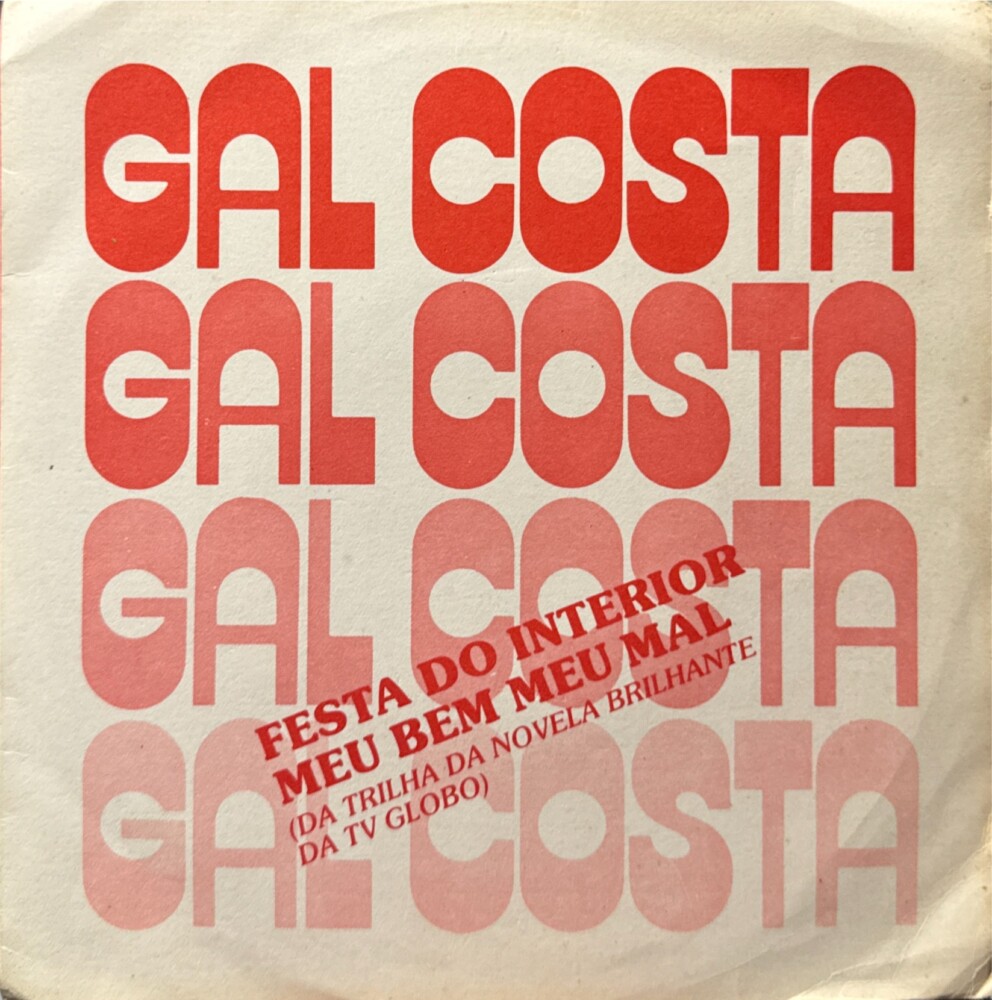 GAL COSTA
GAL COSTA
GAL COSTA
GAL COSTA
FESTA DO INTERIOR
MEU BEM MEU MAL
(DA TRILHA DA NOVELA BRILHANTE
DA TV GLOBO)